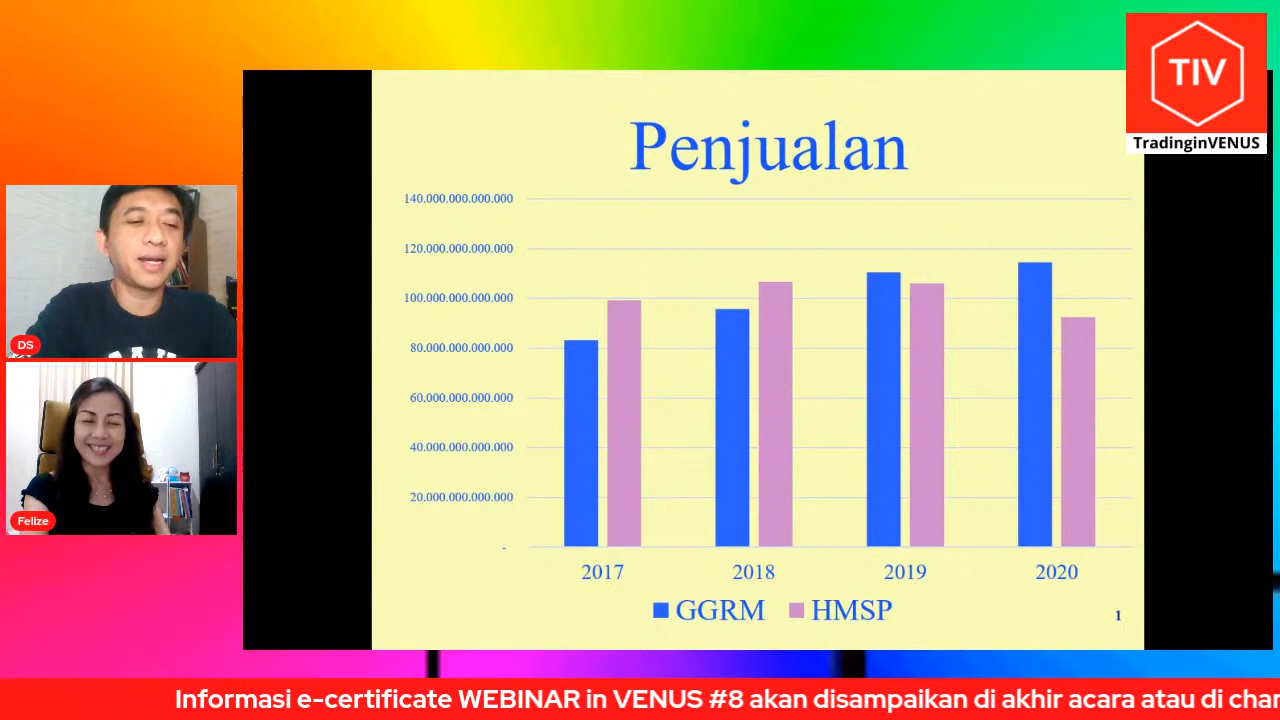 TIV
TradinginVENUS
Penjualan
140.000.000.000.000
120.000.000.000.000
100.000.000.000.000
80.000.000.000.000
60.000.000.000.000
40.000.000.000.000
20.000.000.000.000
-
2017 2018 2019 2020
GGRM HMSP
1
DS
Felize
Informasi e-certificate WEBINAR in VENUS #8 akan disampaikan di akhir acara atau di char